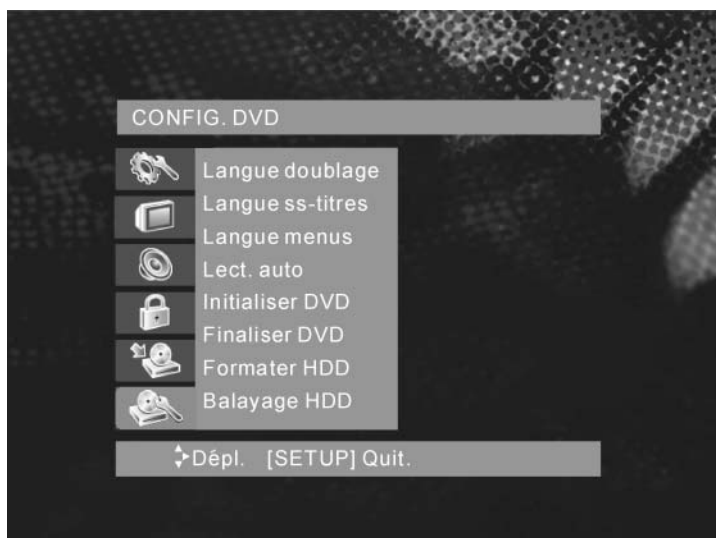 CONFIG. DVD
Langue doublage
Langue ss-titres
Langue menus
Lect. auto
Initialiser DVD
Finaliser DVD
Formater HDD
Balayage HDD
Dépl. [SETUP] Quit.